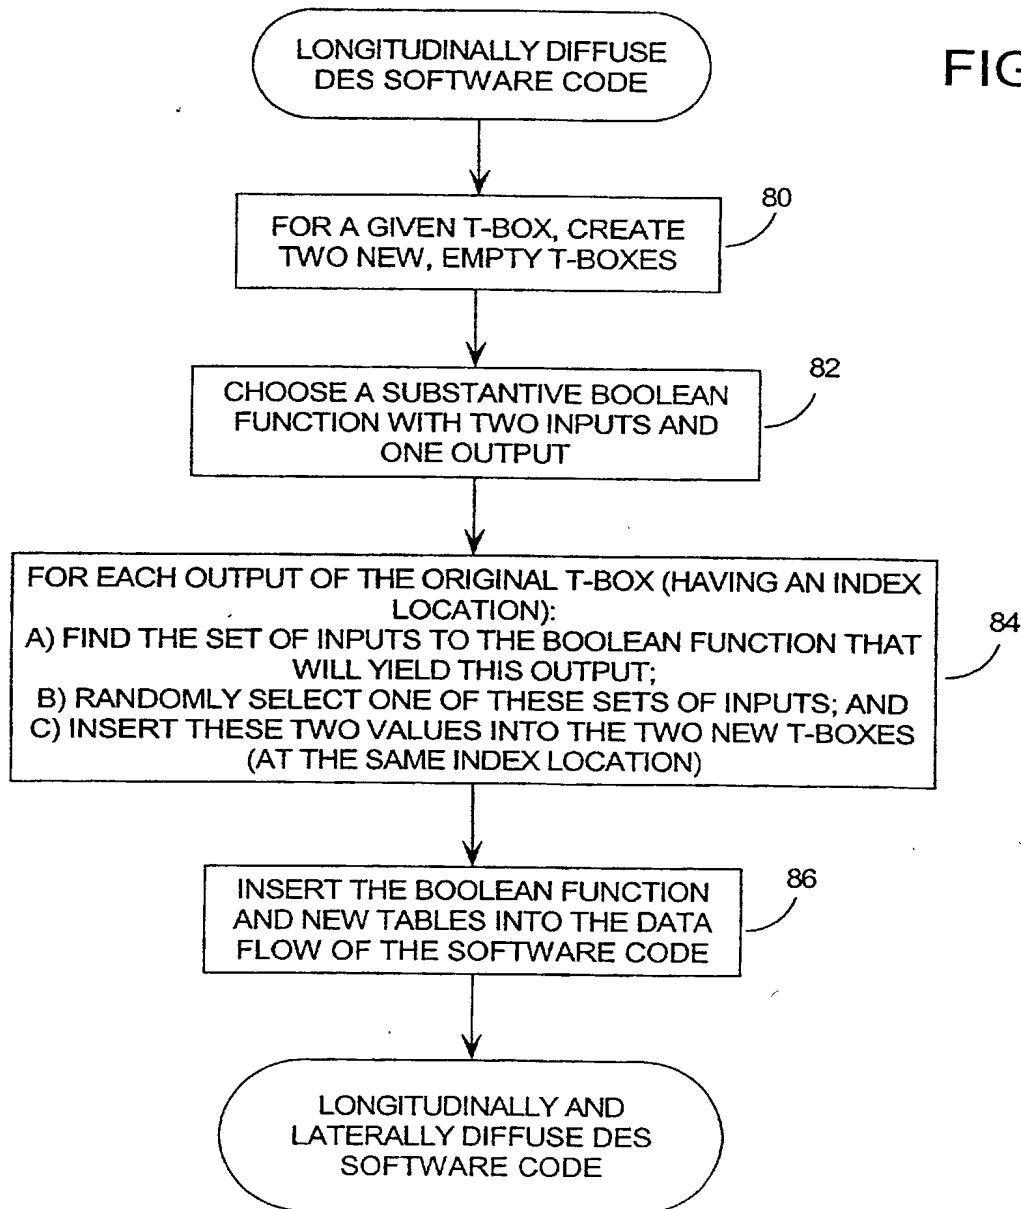 LONGITUDINALLY DIFFUSE
DES SOFTWARE CODE
FIG
80
FOR A GIVEN T-BOX, CREATE
TWO NEW, EMPTY T-BOXES
82
CHOOSE A SUBSTANTIVE BOOLEAN
FUNCTION WITH TWO INPUTS AND
ONE OUTPUT
84
FOR EACH OUTPUT OF THE ORIGINAL T-BOX (HAVING AN INDEX
LOCATION):
A) FIND THE SET OF INPUTS TO THE BOOLEAN FUNCTION THAT
WILL YIELD THIS OUTPUT;
B) RANDOMLY SELECT ONE OF THESE SETS OF INPUTS; AND
C) INSERT THESE TWO VALUES INTO THE TWO NEW T-BOXES
(AT THE SAME INDEX LOCATION)
86
INSERT THE BOOLEAN FUNCTION
AND NEW TABLES INTO THE DATA
FLOW OF THE SOFTWARE CODE
LONGITUDINALLY AND
LATERALLY DIFFUSE DES
SOFTWARE CODE